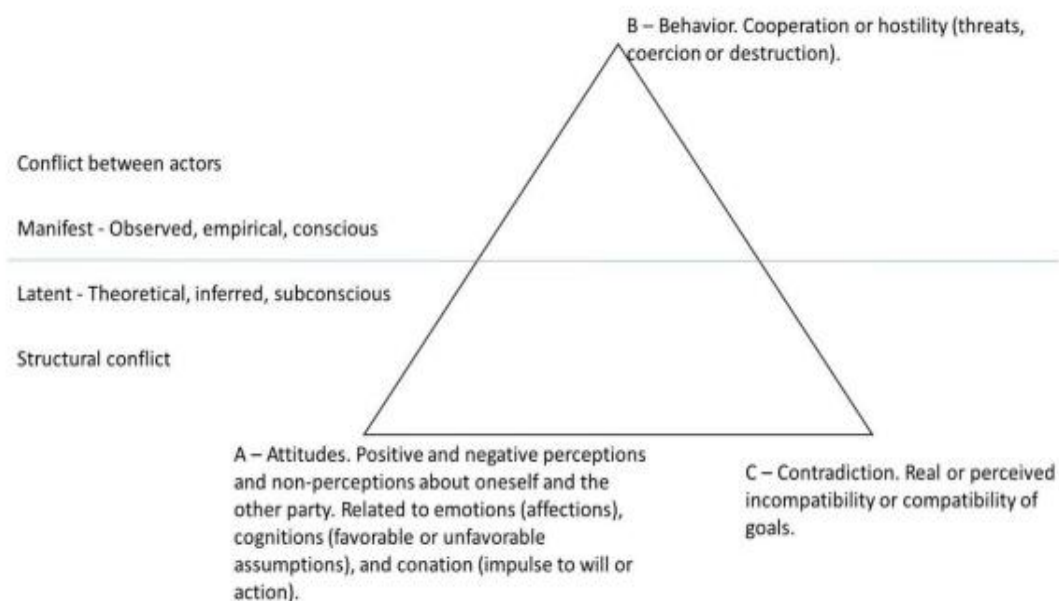 B – Behavior. Cooperation or hostility (threats,
coercion or destruction).
Conflict between actors
Manifest - Observed, empirical, conscious
Latent - Theoretical, inferred, subconscious
Structural conflict
A – Attitudes. Positive and negative perceptions
and non-perceptions about oneself and the
other party. Related to emotions (affections),
cognitions (favorable or unfavorable
assumptions), and conation (impulse to will or
action).
C – Contradiction. Real or perceived
incompatibility or compatibility of
goals.